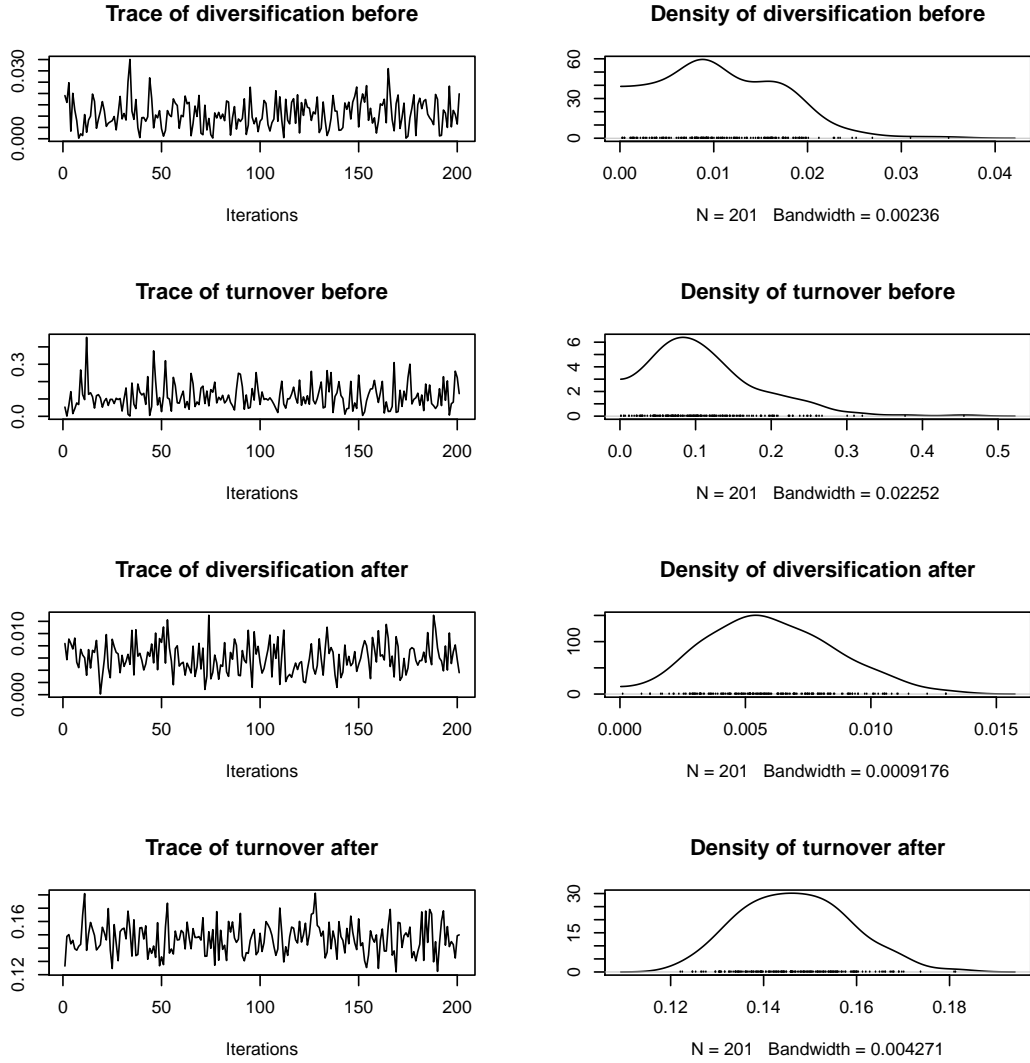 Trace of diversification before
0.030
0.000
0 50 100 150 200
Iterations
Density of diversification before
60
30
0
0.00 0.01 0.02 0.03 0.04
N = 201 Bandwidth = 0.00236
Trace of turnover before
0.3
0.0
0 50 100 150 200
Iterations
Density of turnover before
6
4
2
0
0.0 0.1 0.2 0.3 0.4 0.5
N = 201 Bandwidth = 0.02252
Trace of diversification after
0.010
0.000
0 50 100 150 200
Iterations
Density of diversification after
100
0
0.000 0.005 0.010 0.015
N = 201 Bandwidth = 0.0009176
Trace of turnover after
0.16
0.12
0 50 100 150 200
Iterations
Density of turnover after
30
15
0
0.12 0.14 0.16 0.18
N = 201 Bandwidth = 0.004271